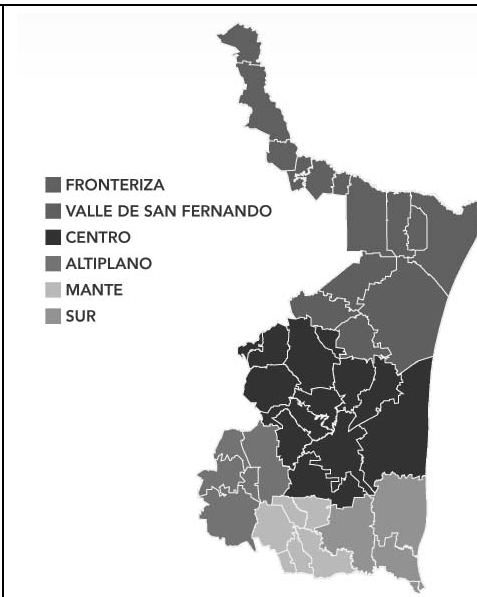 FRONTERIZA
VALLE DE SAN FERNANDO
CENTRO
ALTIPLANO
MANTE
SUR